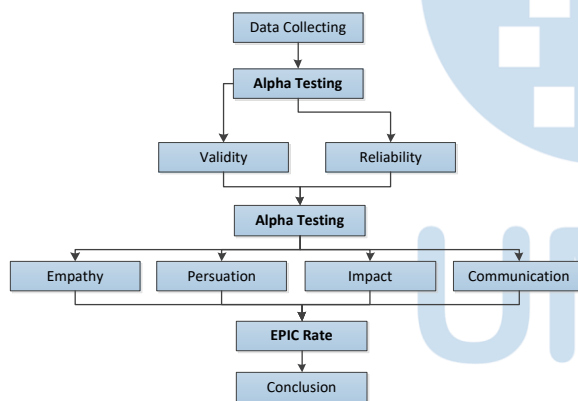 Data Collecting
Alpha Testing
Validity
Reliability
Alpha Testing
Empathy
Persuation
Impact
Communication
EPIC Rate
Conclusion